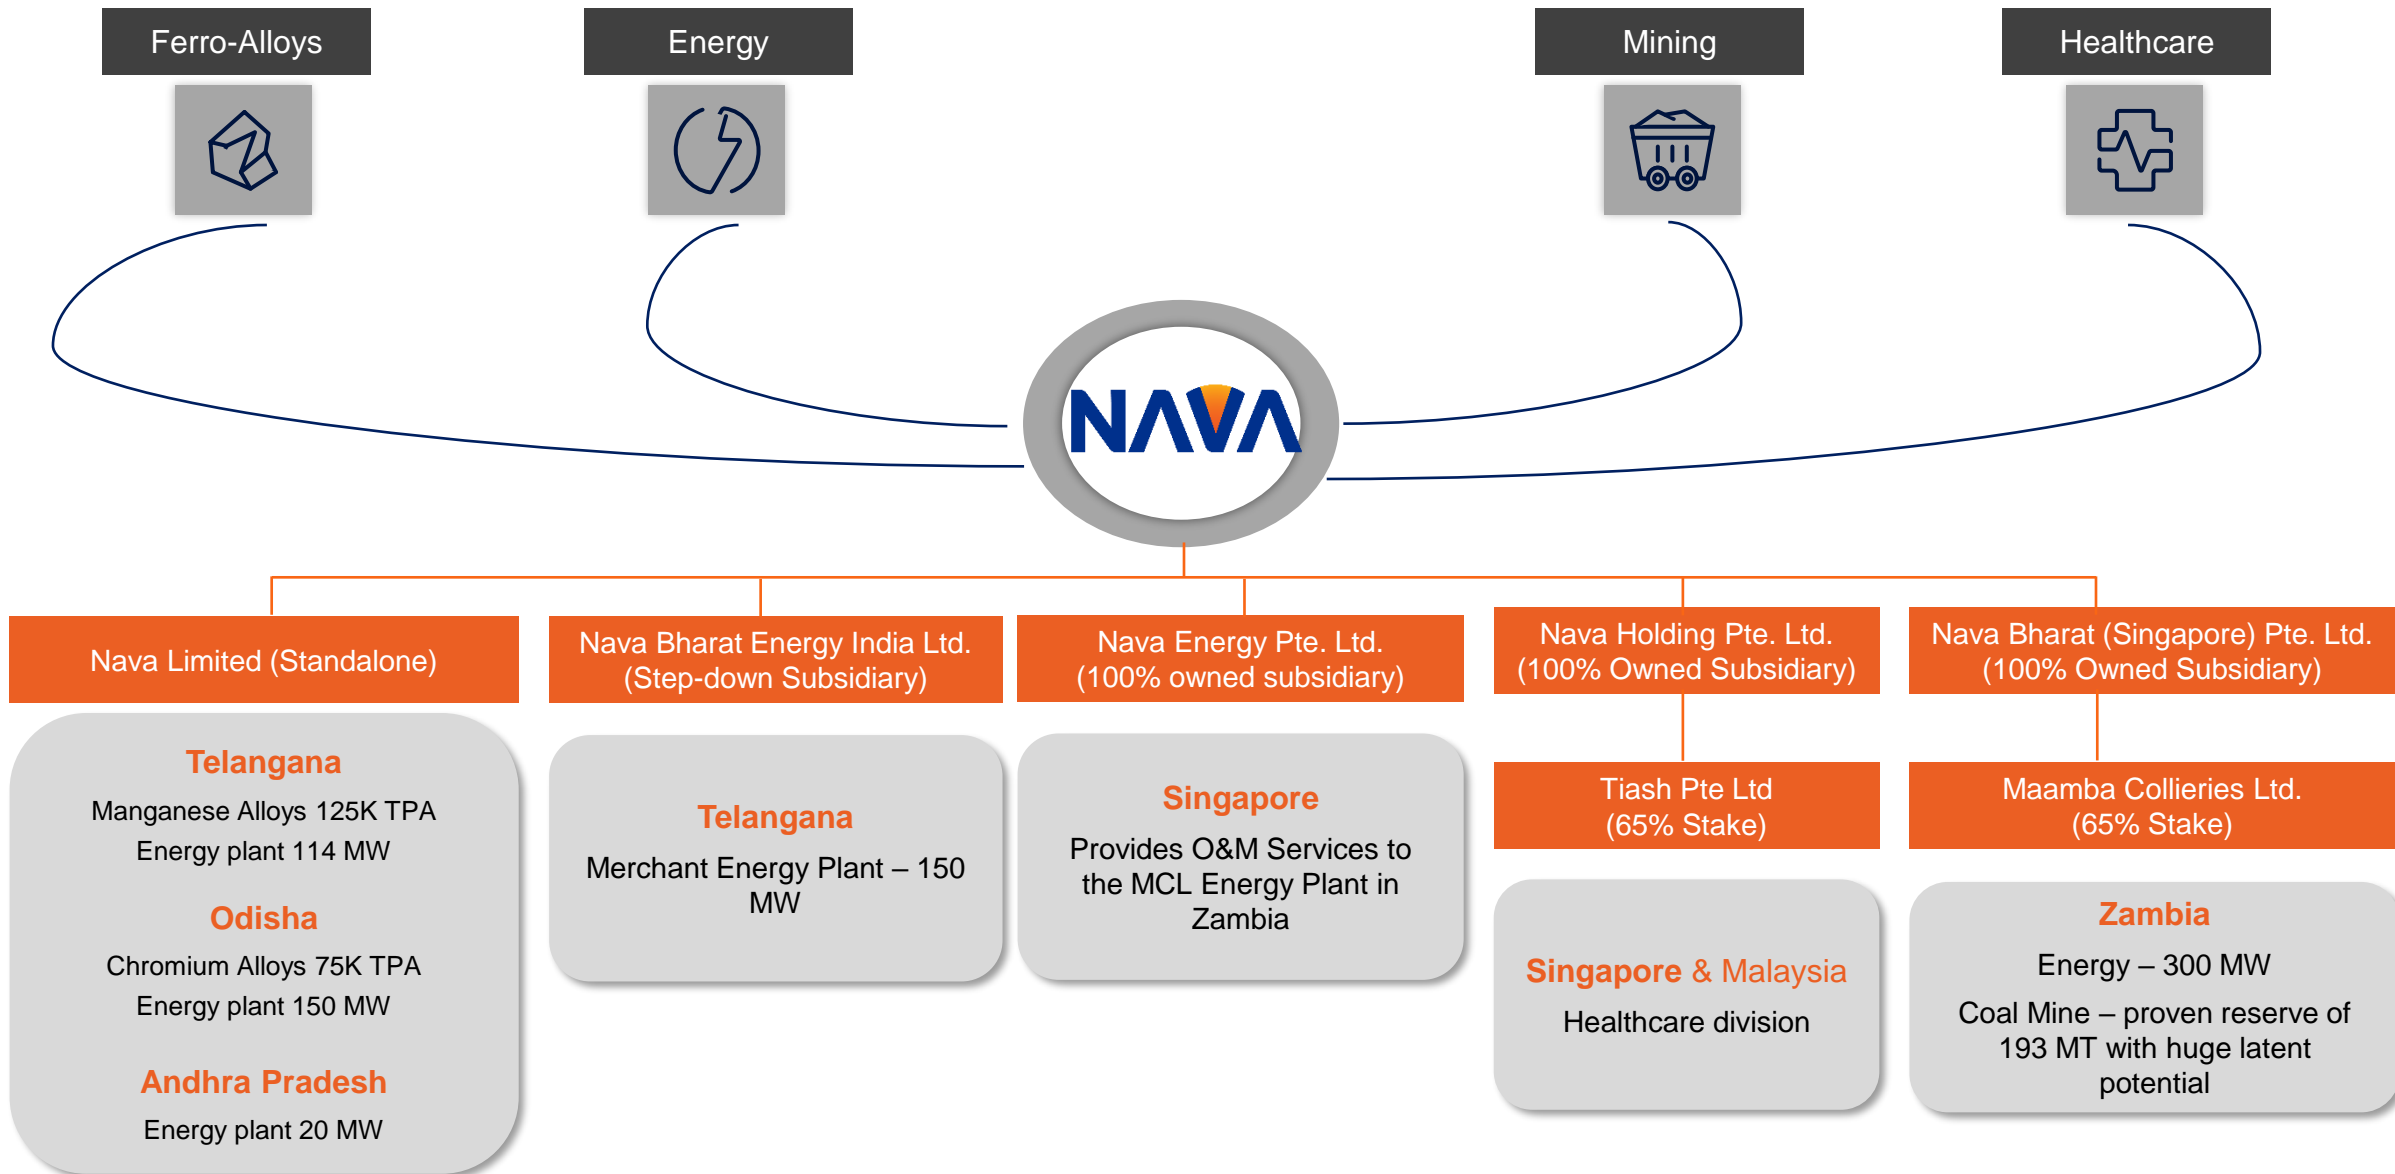 Ferro-Alloys
Energy
Mining
Healthcare
NAVA
Nava Limited (Standalone)
Telangana
Manganese Alloys 125K TPA
Energy plant 114 MW
Odisha
Chromium Alloys 75K TPA
Energy plant 150 MW
Andhra Pradesh
Energy plant 20 MW
Nava Bharat Energy India Ltd.
(Step-down Subsidiary)
Telangana
Merchant Energy Plant – 150
MW
Nava Energy Pte. Ltd.
(100% owned subsidiary)
Singapore
Provides O&M Services to
the MCL Energy Plant in
Zambia
Nava Holding Pte. Ltd.
(100% Owned Subsidiary)
Tiash Pte Ltd
(65% Stake)
Singapore & Malaysia
Healthcare division
Nava Bharat (Singapore) Pte. Ltd.
(100% Owned Subsidiary)
Maamba Collieries Ltd.
(65% Stake)
Zambia
Energy – 300 MW
Coal Mine – proven reserve of
193 MT with huge latent
potential